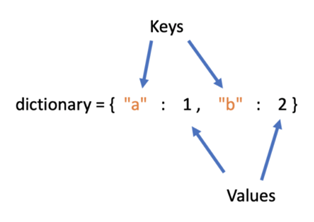 Keys
dictionary = { "a" : 1 , "b" : 2 }
Values